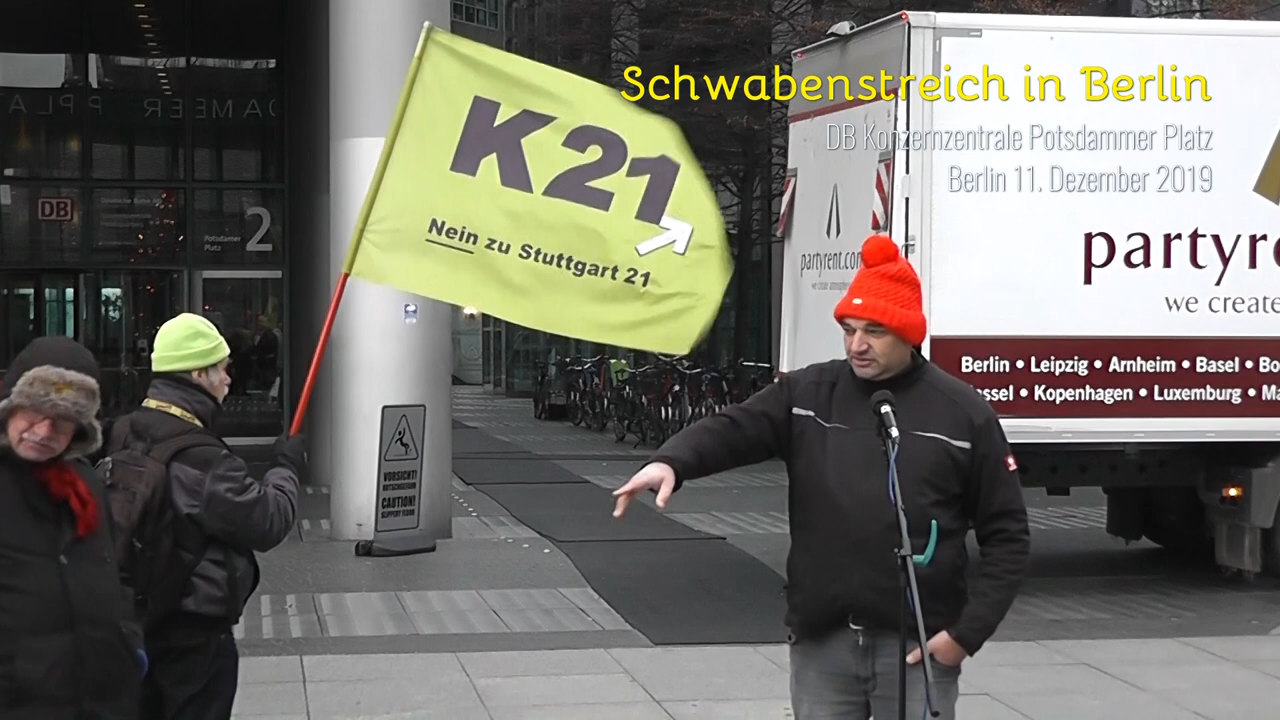 Schwabenstreich in Berlin
DB Konzernzentrale Potsdammer Platz
Berlin 11. Dezember 2019
K21
Nein zu Stuttgart 21
DB
2
Potsdamer
Platz
VORSICHT!
RUTSCHGEFAHR
CAUTION!
SLIPPERY FLOOR
partyrent.com
partyr
we create
Berlin • Leipzig • Arnheim • Basel • Bo
ssel • Kopenhagen • Luxemburg • Ma